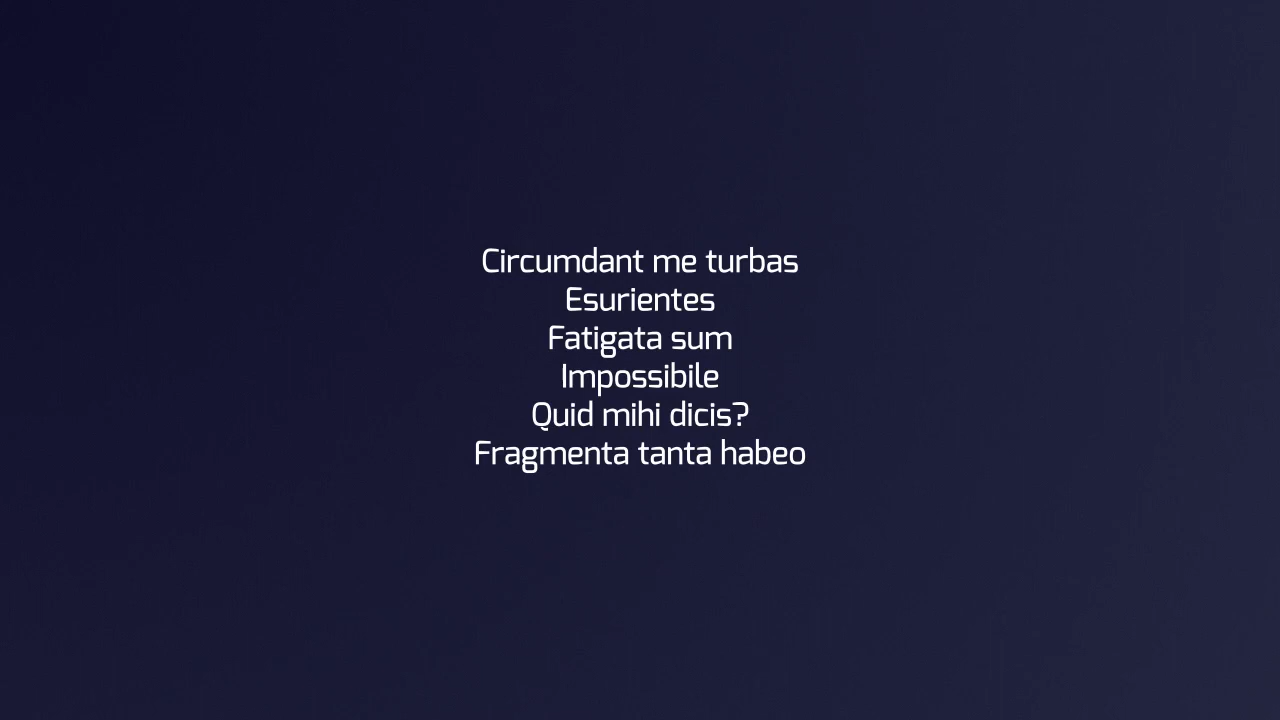 Circumdant me turbas
Esurientes
Fatigata sum
Impossibile
Quid mihi dicis?
Fragmenta tanta habeo